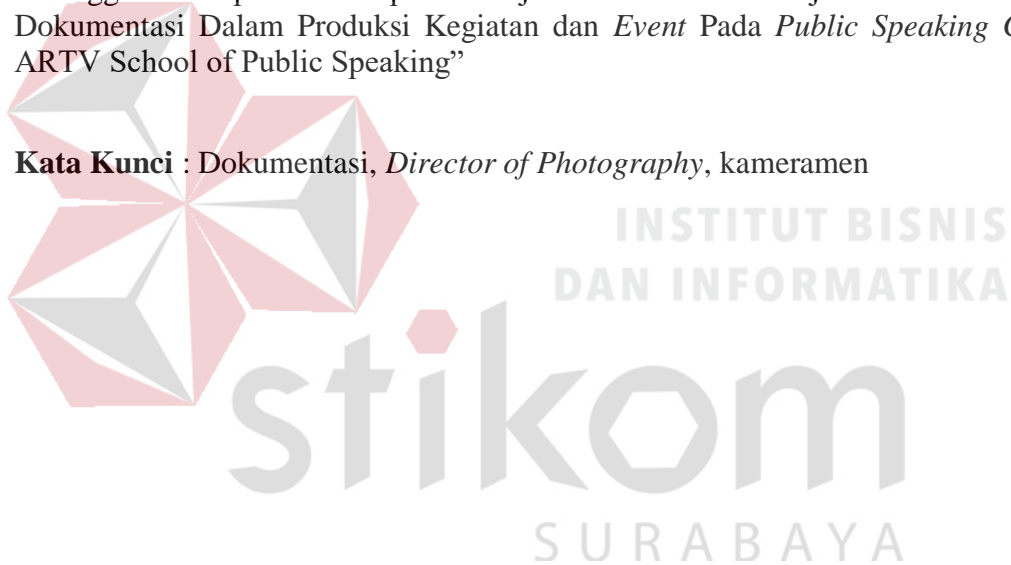 Dokumentasi Dalam Produksi Kegiatan dan Event Pada Public Speaking
ARTV School of Public Speaking”
Kata Kunci : Dokumentasi, Director of Photography, kameramen
INSTITUT BISNIS
DAN INFORMATIKA
stikom
SURABAYA